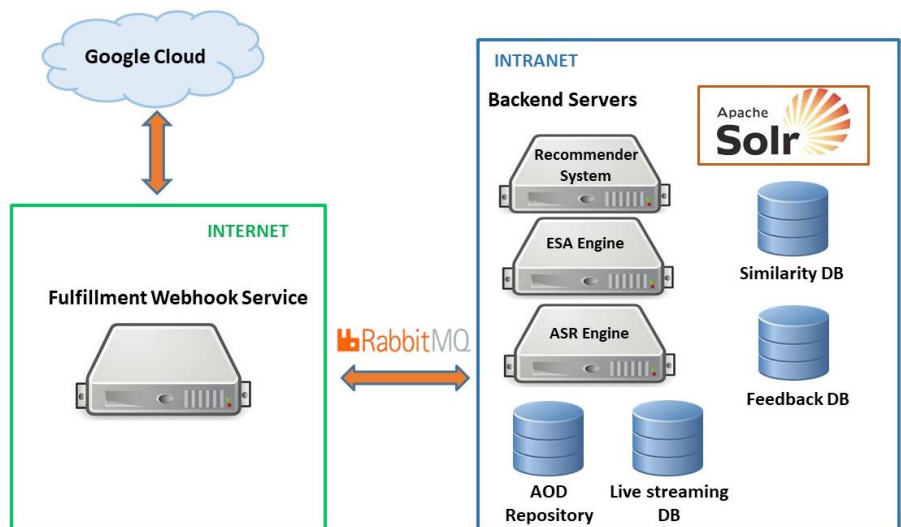 Google Cloud
INTERNET
Fulfillment Webhook Service
RabbitMQ
INTRANET
Backend Servers
Apache
Solr
Recommender
System
ESA Engine
ASR Engine
Similarity DB
Feedback DB
AOD
Repository
Live streaming
DB